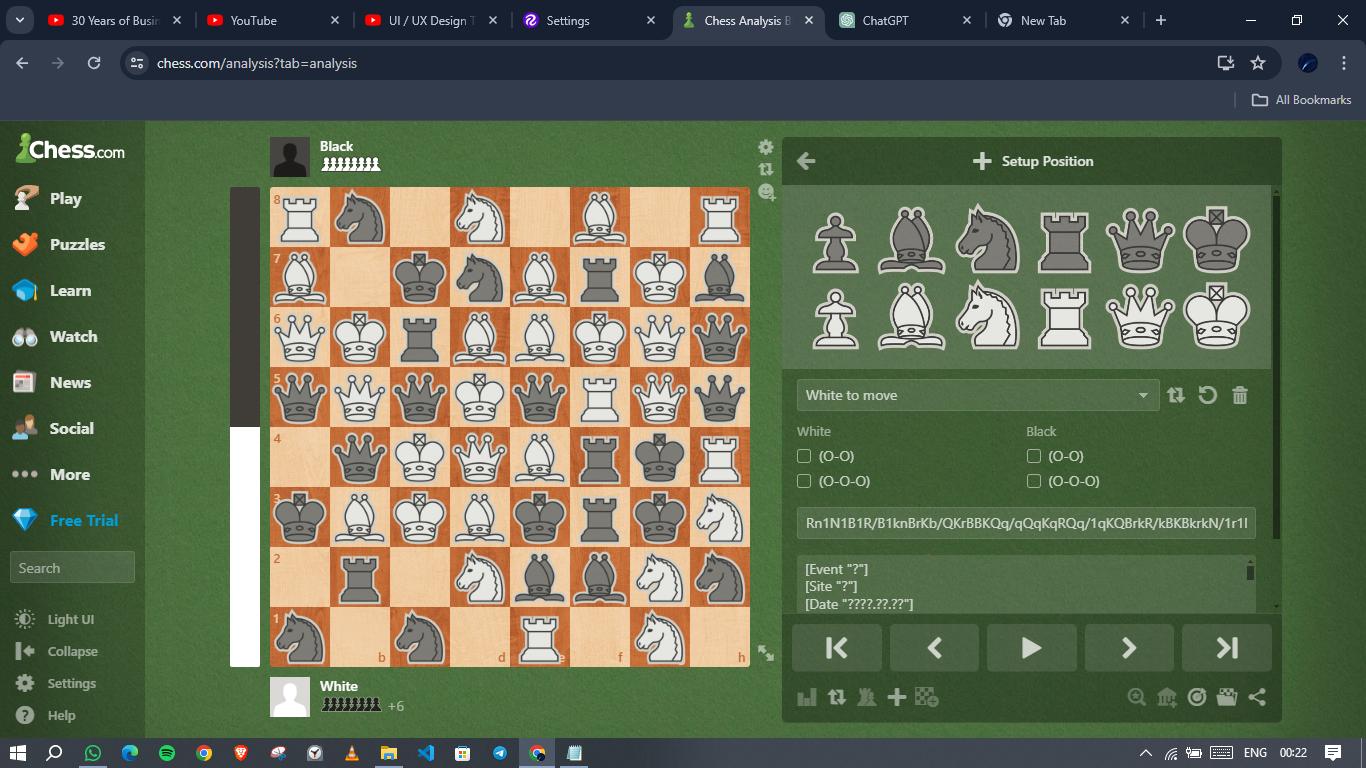 30 Years of Busin
YouTube
UI / UX Design T
Settings
Chess Analysis B
ChatGPT
New Tab
chess.com/analysis?tab=analysis
All Bookmarks
Chess.com
Play
Puzzles
Learn
Watch
News
Social
More
Free Trial
Search
Light UI
Collapse
Settings
Help
Black
8
7
6
5
4
3
2
1
b
d
e
f
h
White
+6
Setup Position
White to move
White
Black
(O-O)
(O-O)
(O-O-O)
(O-O-O)
Rn1N1B1R/B1knBrKb/QKrBBKQq/qQqKqRQq/1qKQBrkR/kBKBkrkN/1r1
[Event "?"]
[Site "?"]
[Date "????.??.??"]
ENG
00:22